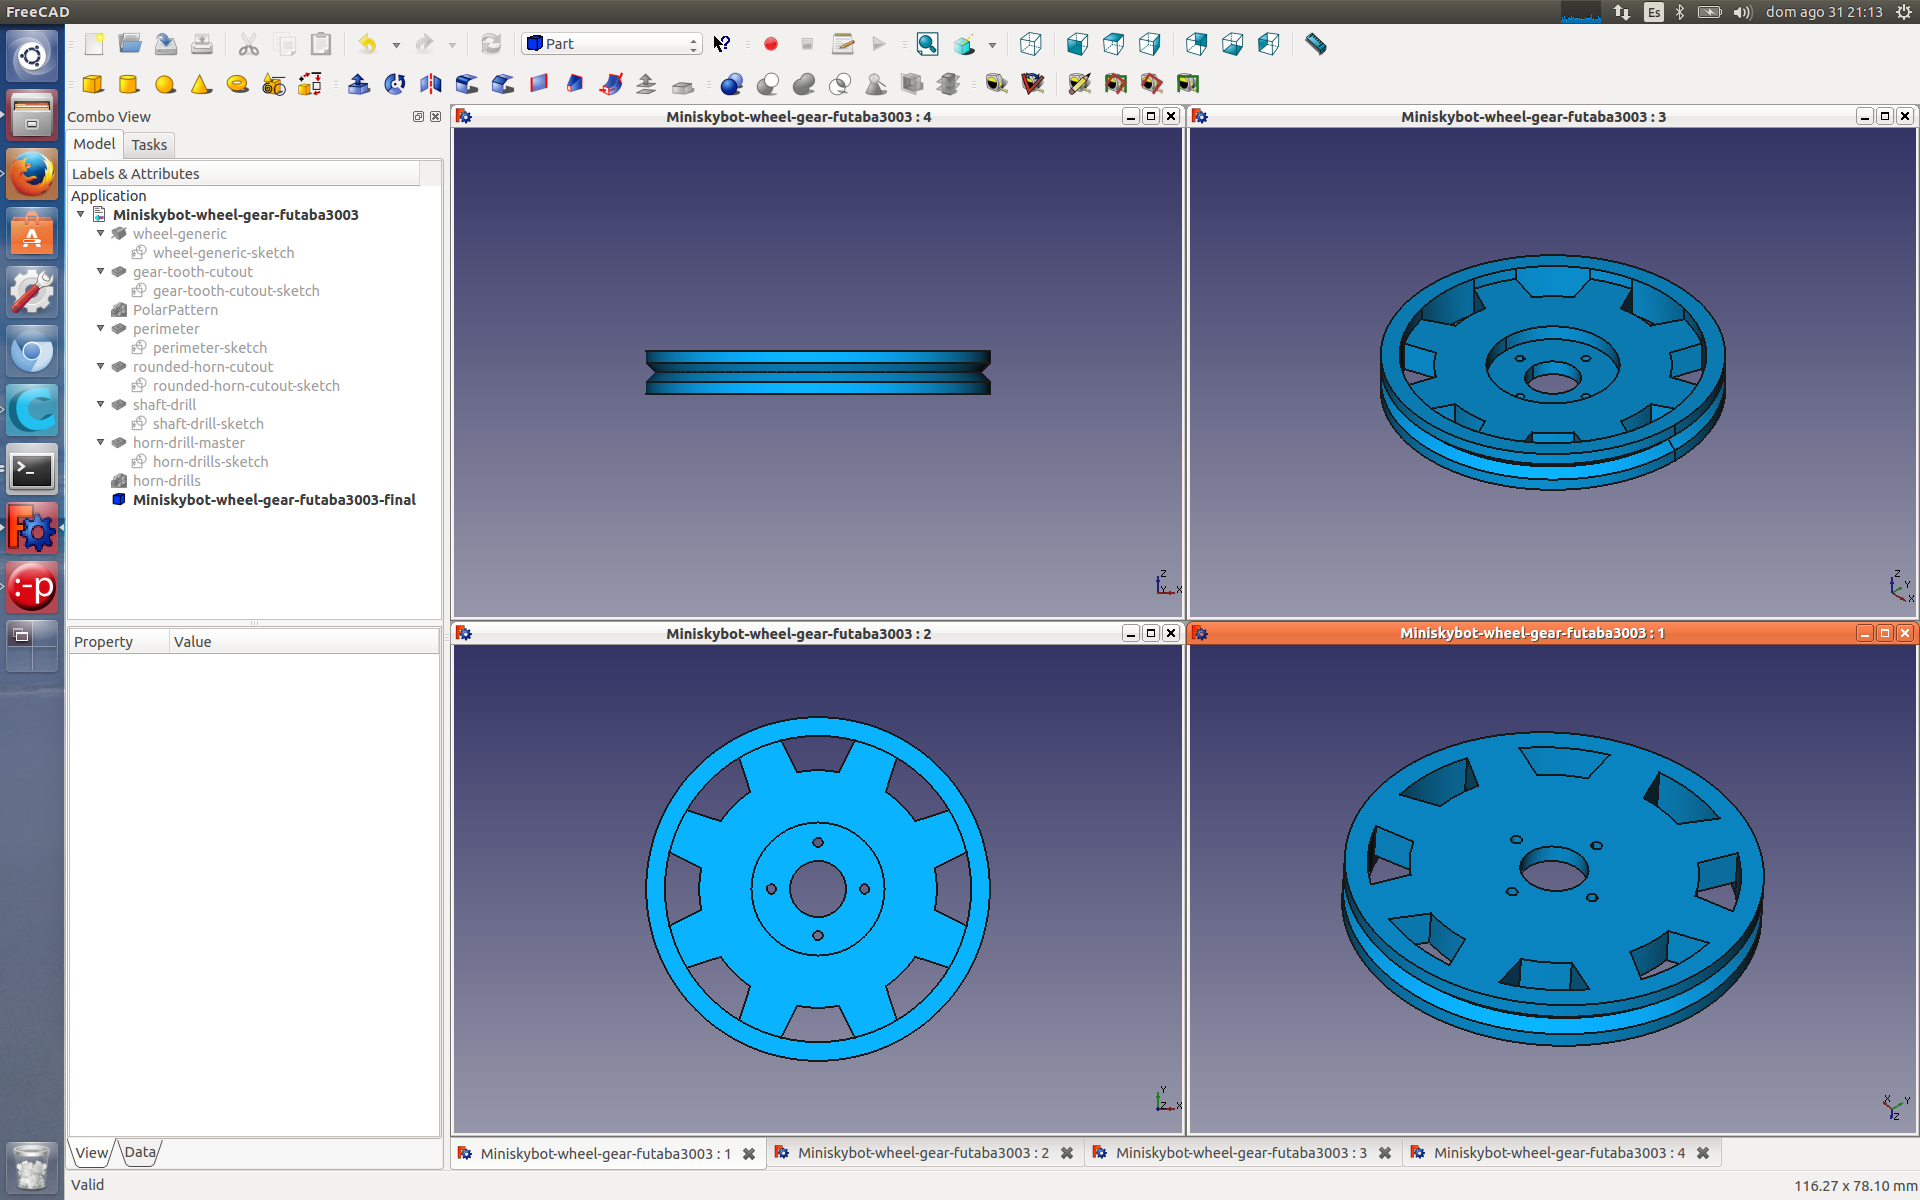 FreeCAD
Es
dom ago 31 21:13
Part
Combo View
Model
Tasks
Labels & Attributes
Application
Miniskybot-wheel-gear-futaba3003
wheel-generic
wheel-generic-sketch
gear-tooth-cutout
gear-tooth-cutout-sketch
PolarPattern
perimeter
perimeter-sketch
rounded-horn-cutout
rounded-horn-cutout-sketch
shaft-drill
shaft-drill-sketch
horn-drill-master
horn-drills-sketch
horn-drills
Miniskybot-wheel-gear-futaba3003-final
Property
Value
View
Data
Miniskybot-wheel-gear-futaba3003 : 4
Z
Y
X
Miniskybot-wheel-gear-futaba3003 : 3
Z
Y
X
Miniskybot-wheel-gear-futaba3003 : 2
Y
Z
X
Miniskybot-wheel-gear-futaba3003 : 1
X
Y
Z
Miniskybot-wheel-gear-futaba3003 : 1
Miniskybot-wheel-gear-futaba3003 : 2
Miniskybot-wheel-gear-futaba3003 : 3
Miniskybot-wheel-gear-futaba3003 : 4
Valid
116.27 x 78.10 mm
:-p
>_